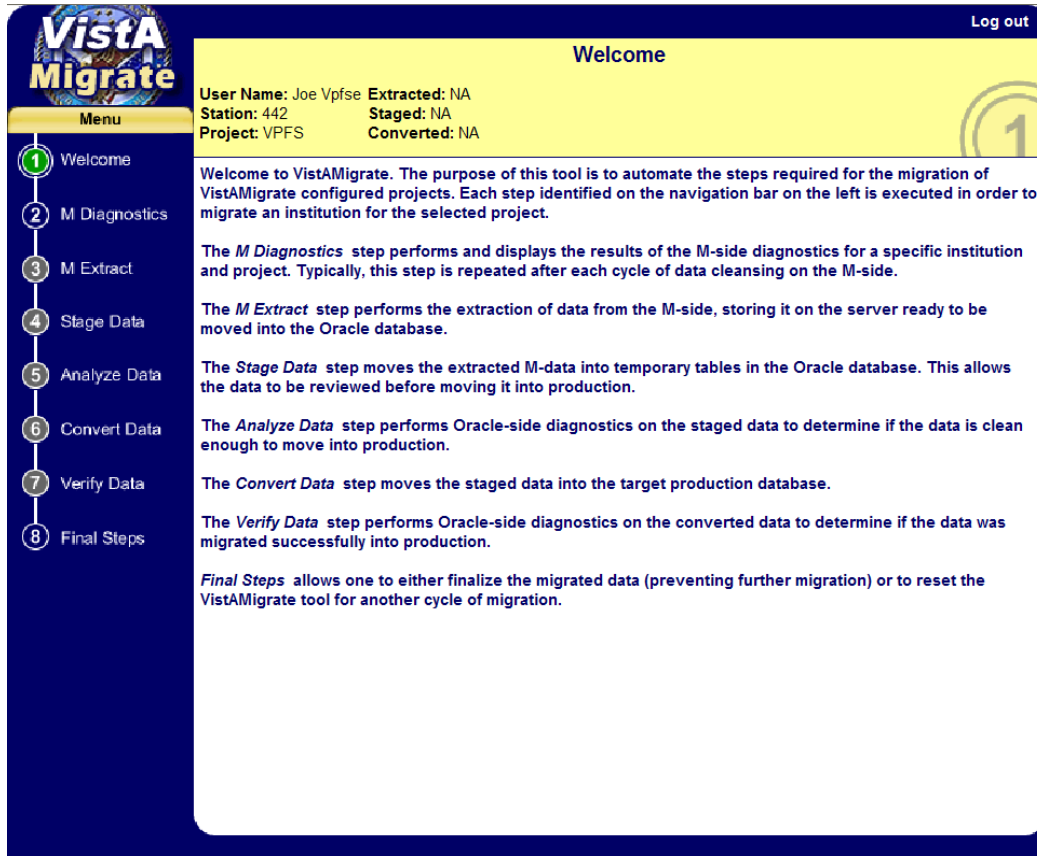 VistA
Migrate
Log out
Welcome
User Name: Joe Vpfse Extracted: NA
Station: 442 Staged: NA
Project: VPFS Converted: NA
1
Menu
1 Welcome
2 M Diagnostics
3 M Extract
4 Stage Data
5 Analyze Data
6 Convert Data
7 Verify Data
8 Final Steps
Welcome to VistAMigrate. The purpose of this tool is to automate the steps required for the migration of
VistAMigrate configured projects. Each step identified on the navigation bar on the left is executed in order to
migrate an institution for the selected project.
The M Diagnostics step performs and displays the results of the M-side diagnostics for a specific institution
and project. Typically, this step is repeated after each cycle of data cleansing on the M-side.
The M Extract step performs the extraction of data from the M-side, storing it on the server ready to be
moved into the Oracle database.
The Stage Data step moves the extracted M-data into temporary tables in the Oracle database. This allows
the data to be reviewed before moving it into production.
The Analyze Data step performs Oracle-side diagnostics on the staged data to determine if the data is clean
enough to move into production.
The Convert Data step moves the staged data into the target production database.
The Verify Data step performs Oracle-side diagnostics on the converted data to determine if the data was
migrated successfully into production.
Final Steps allows one to either finalize the migrated data (preventing further migration) or to reset the
VistAMigrate tool for another cycle of migration.